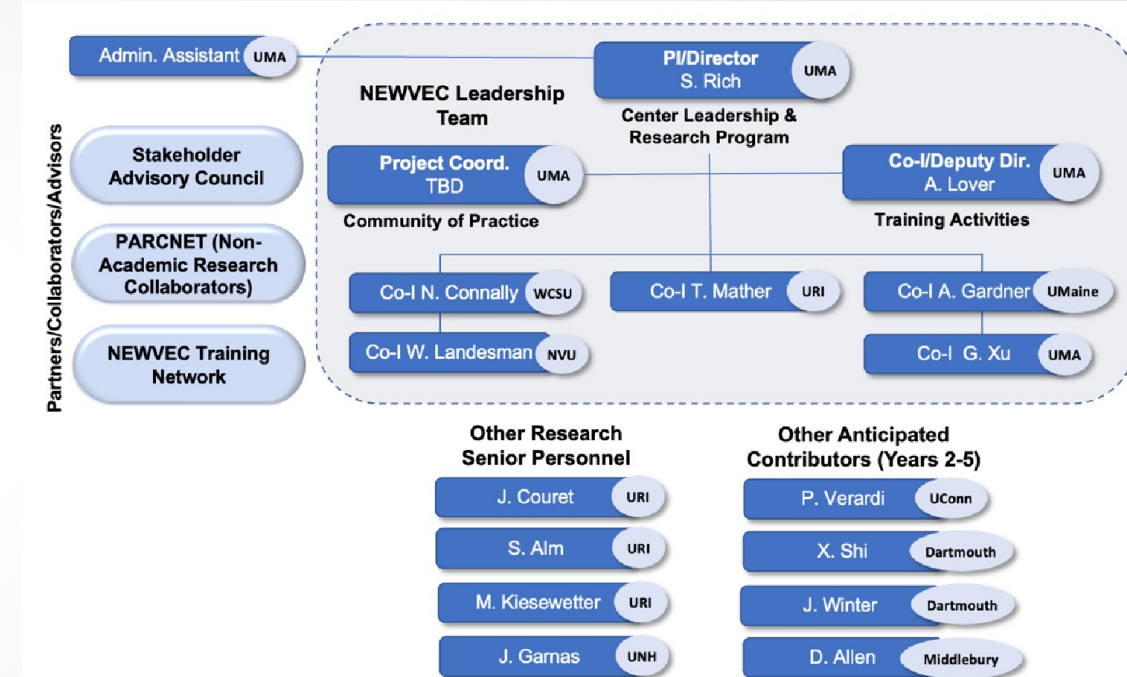 Admin. Assistant UMA
PI/Director
S. Rich
UMA
NEWVEC Leadership
Team
Center Leadership &
Research Program
Partners/Collaborators/Advisors
Stakeholder
Advisory Council
Project Coord.
TBD
UMA
Community of Practice
Co-I/Deputy Dir.
A. Lover
UMA
Training Activities
PARCNET (Non-
Academic Research
Collaborators)
Co-I N. Connally WCSU
Co-I T. Mather URI
Co-I A. Gardner UMaine
NEWVEC Training
Network
Co-I W. Landesman NVU
Co-I G. Xu UMA
Other Research
Senior Personnel
J. Couret URI
S. Alm URI
M. Kiesewetter URI
J. Garnas UNH
Other Anticipated
Contributors (Years 2-5)
P. Verardi UConn
X. Shi Dartmouth
J. Winter Dartmouth
D. Allen Middlebury